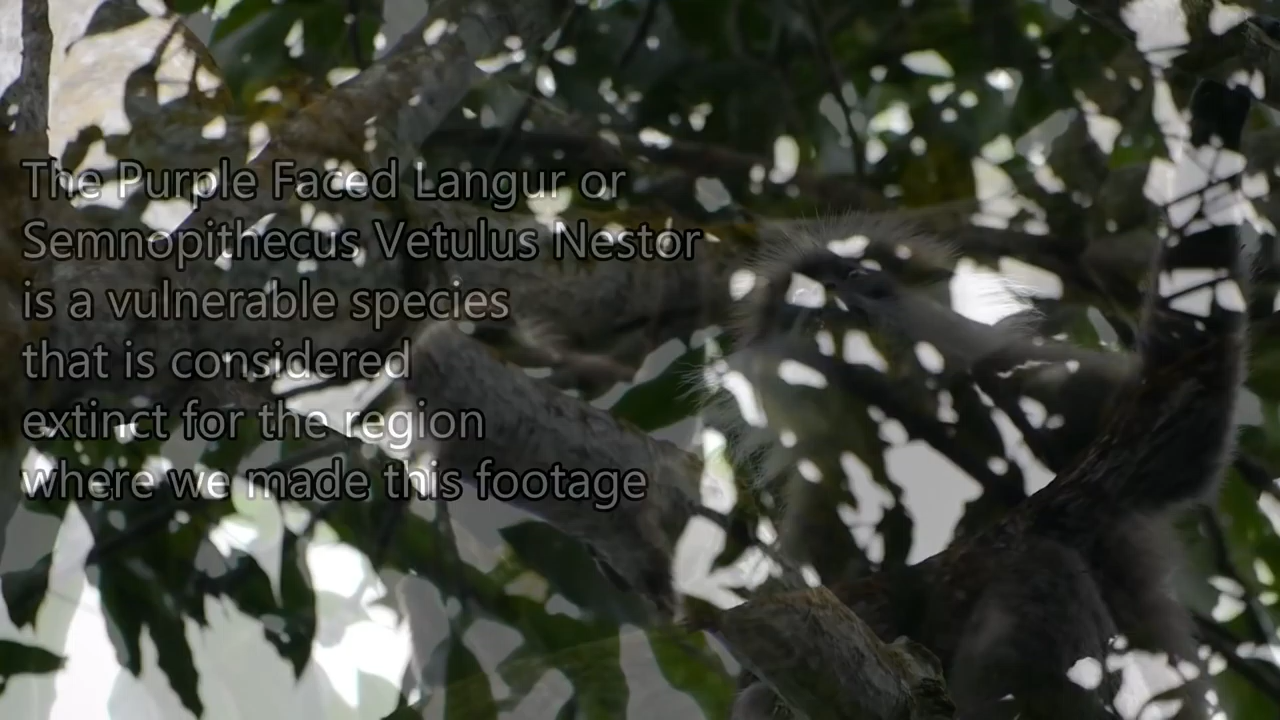 The Purple Faced Langur or
Semnopithecus Vetulus Nestor
is a vulnerable species
that is considered
extinct for the region
where we made this footage